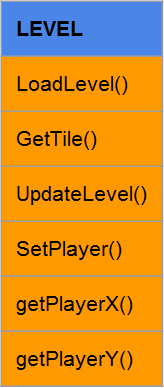 LEVEL
LoadLevel()
GetTile()
UpdateLevel()
SetPlayer()
getPlayerX()
getPlayerY()